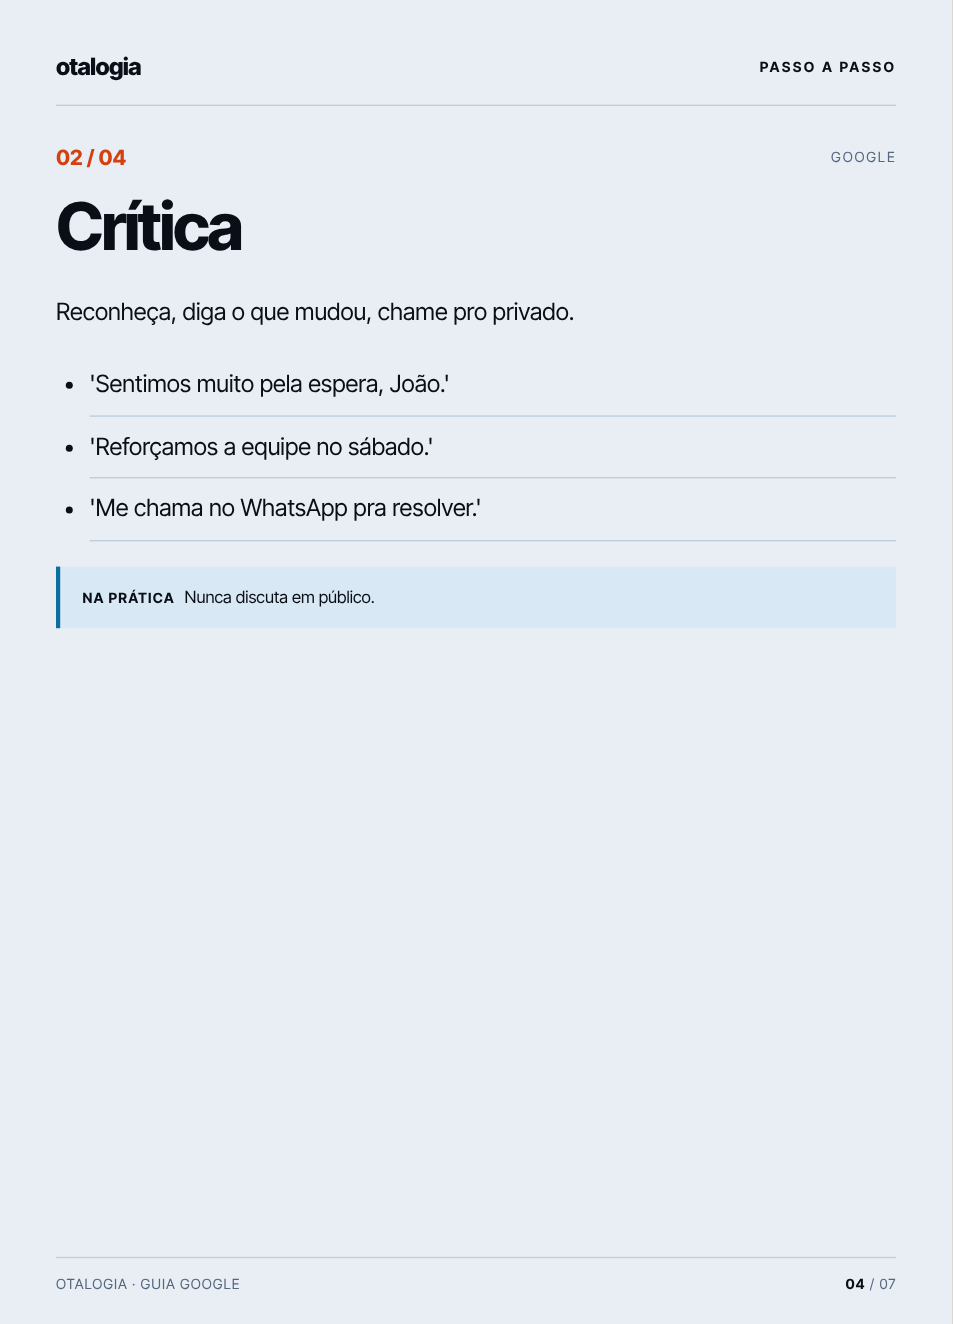 otalogia
PASSO A PASSO
02 / 04
GOOGLE
Crítica
Reconheça, diga o que mudou, chame pro privado.
• 'Sentimos muito pela espera, João.'
• 'Reforçamos a equipe no sábado.'
• 'Me chama no WhatsApp pra resolver.'
NA PRÁTICA Nunca discuta em público.
OTALOGIA · GUIA GOOGLE
04 / 07